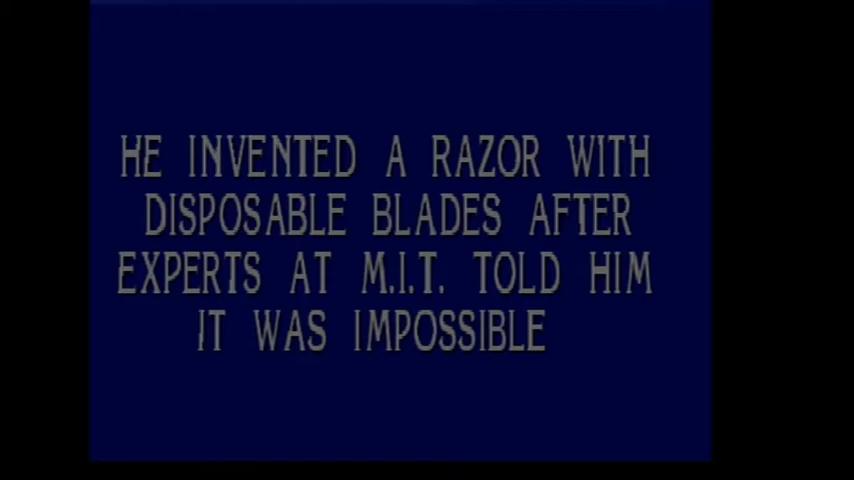 HE INVENTED A RAZOR WITH
DISPOSABLE BLADES AFTER
EXPERTS AT M.I.T. TOLD HIM
IT WAS IMPOSSIBLE